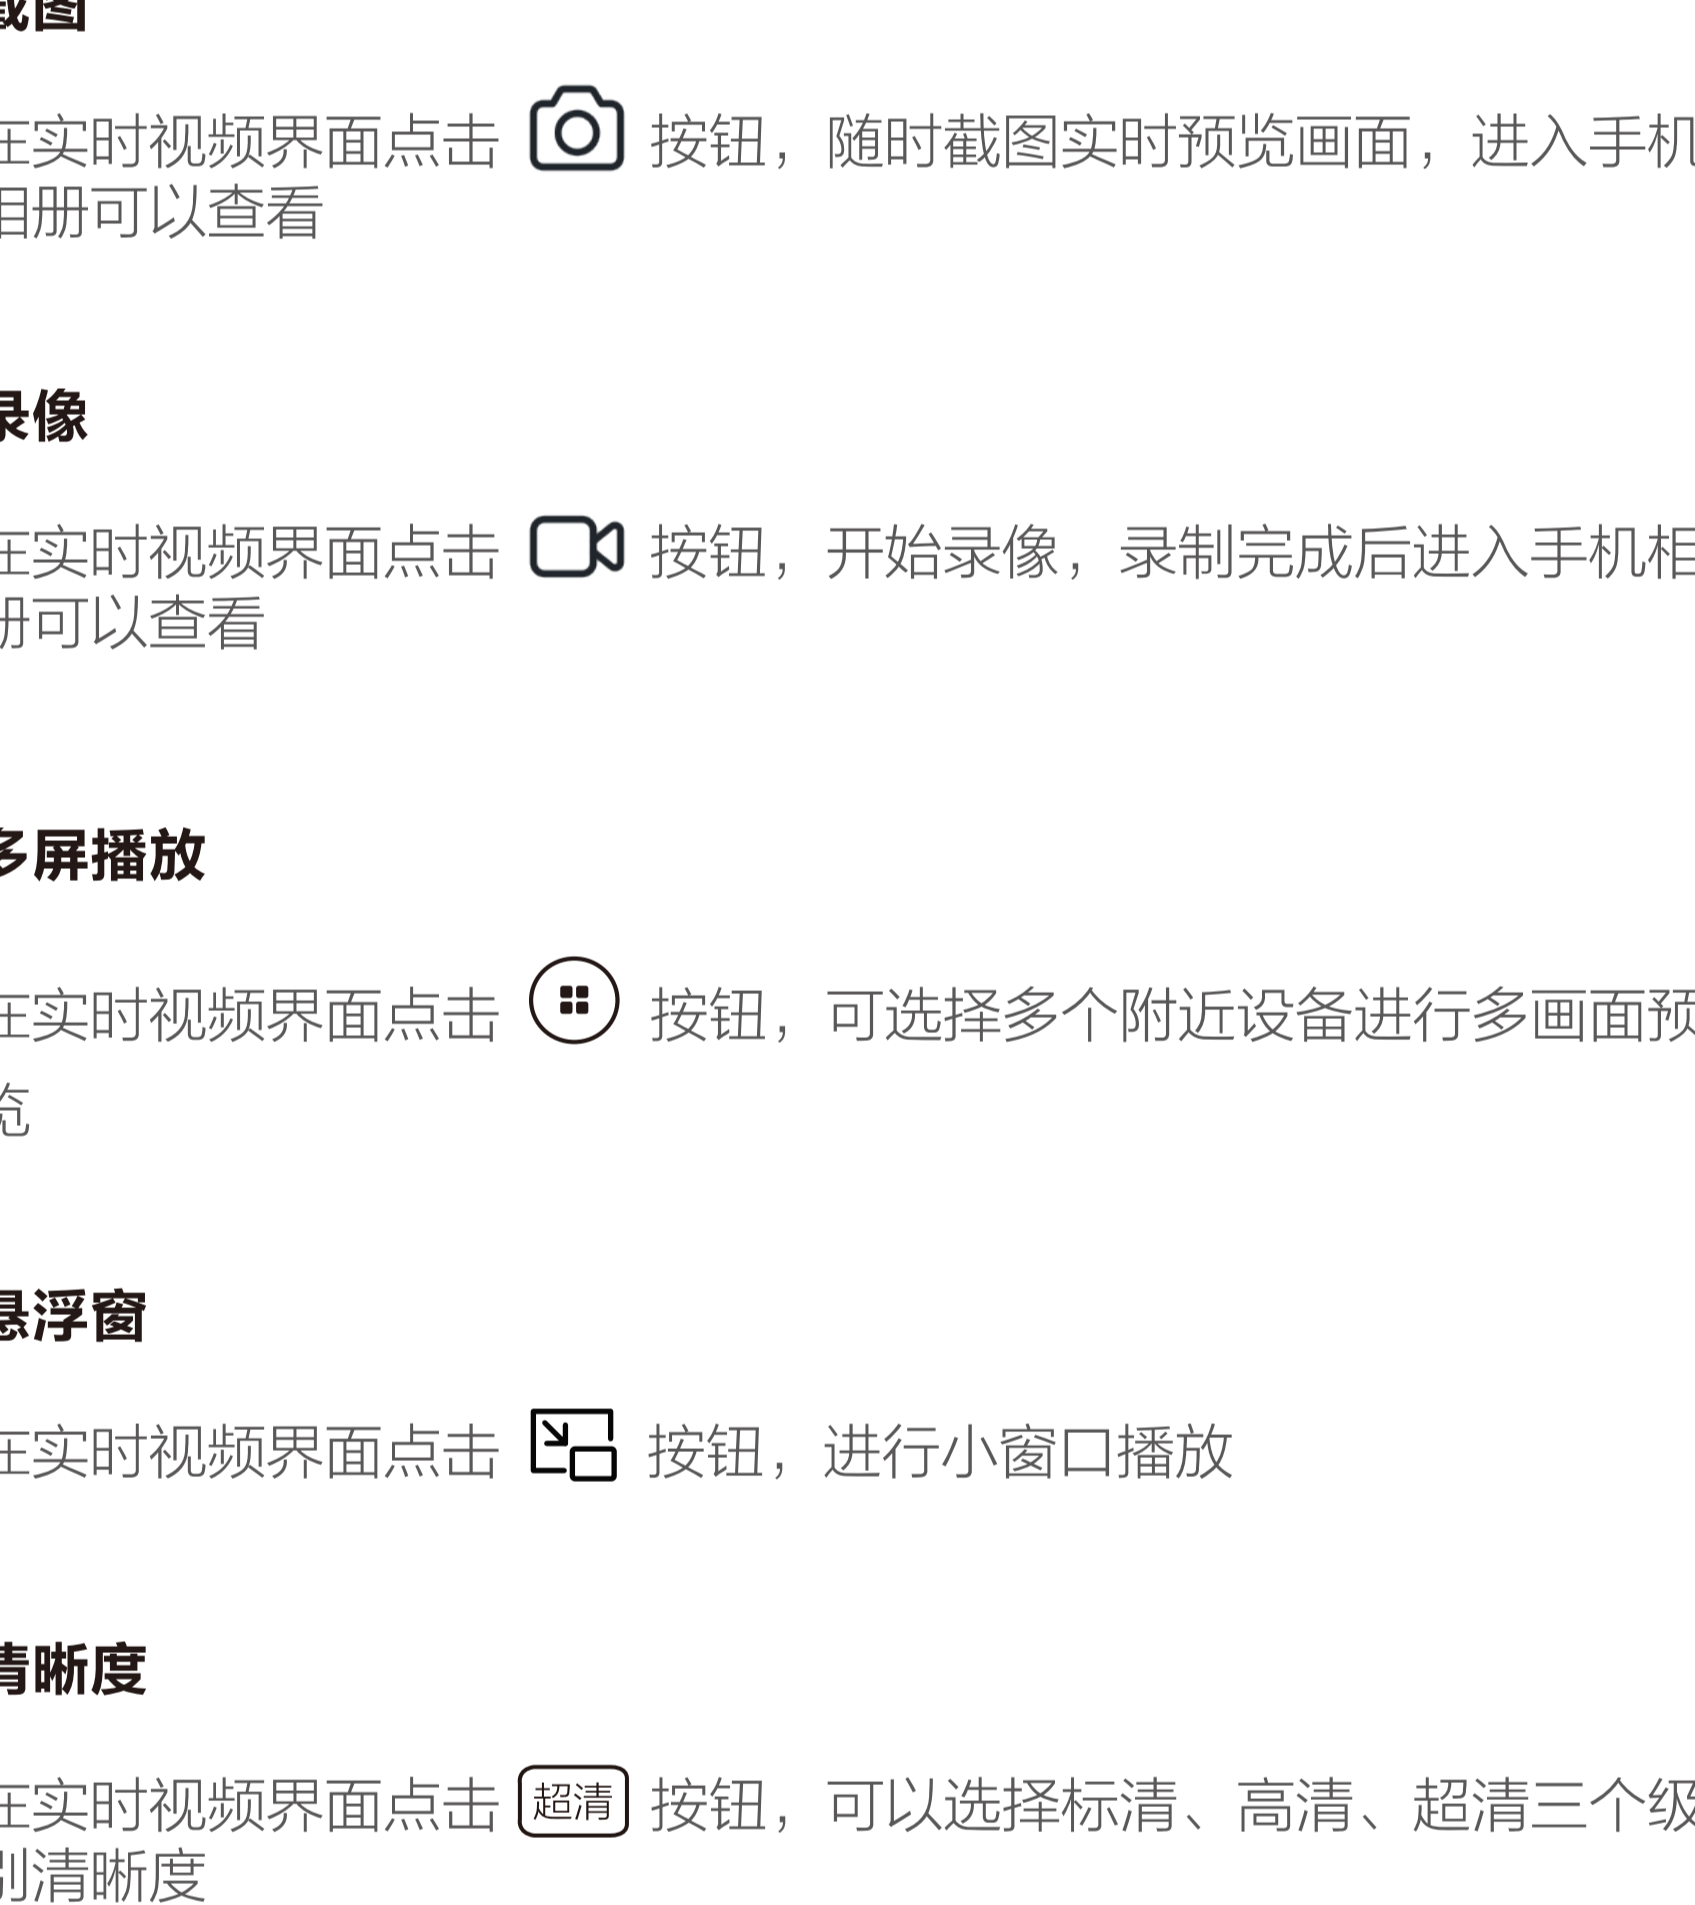 截图
在实时视频界面点击 按钮，随时截图实时预览画面，进入手机
相册可以查看
录像
在实时视频界面点击 按钮，开始录像，录制完成后进入手机相
册可以查看
多屏播放
在实时视频界面点击 按钮，可选择多个附近设备进行多画面预
览
悬浮窗
在实时视频界面点击 按钮，进行小窗口播放
清晰度
在实时视频界面点击 超清 按钮，可以选择标清、高清、超清三个级
别清晰度